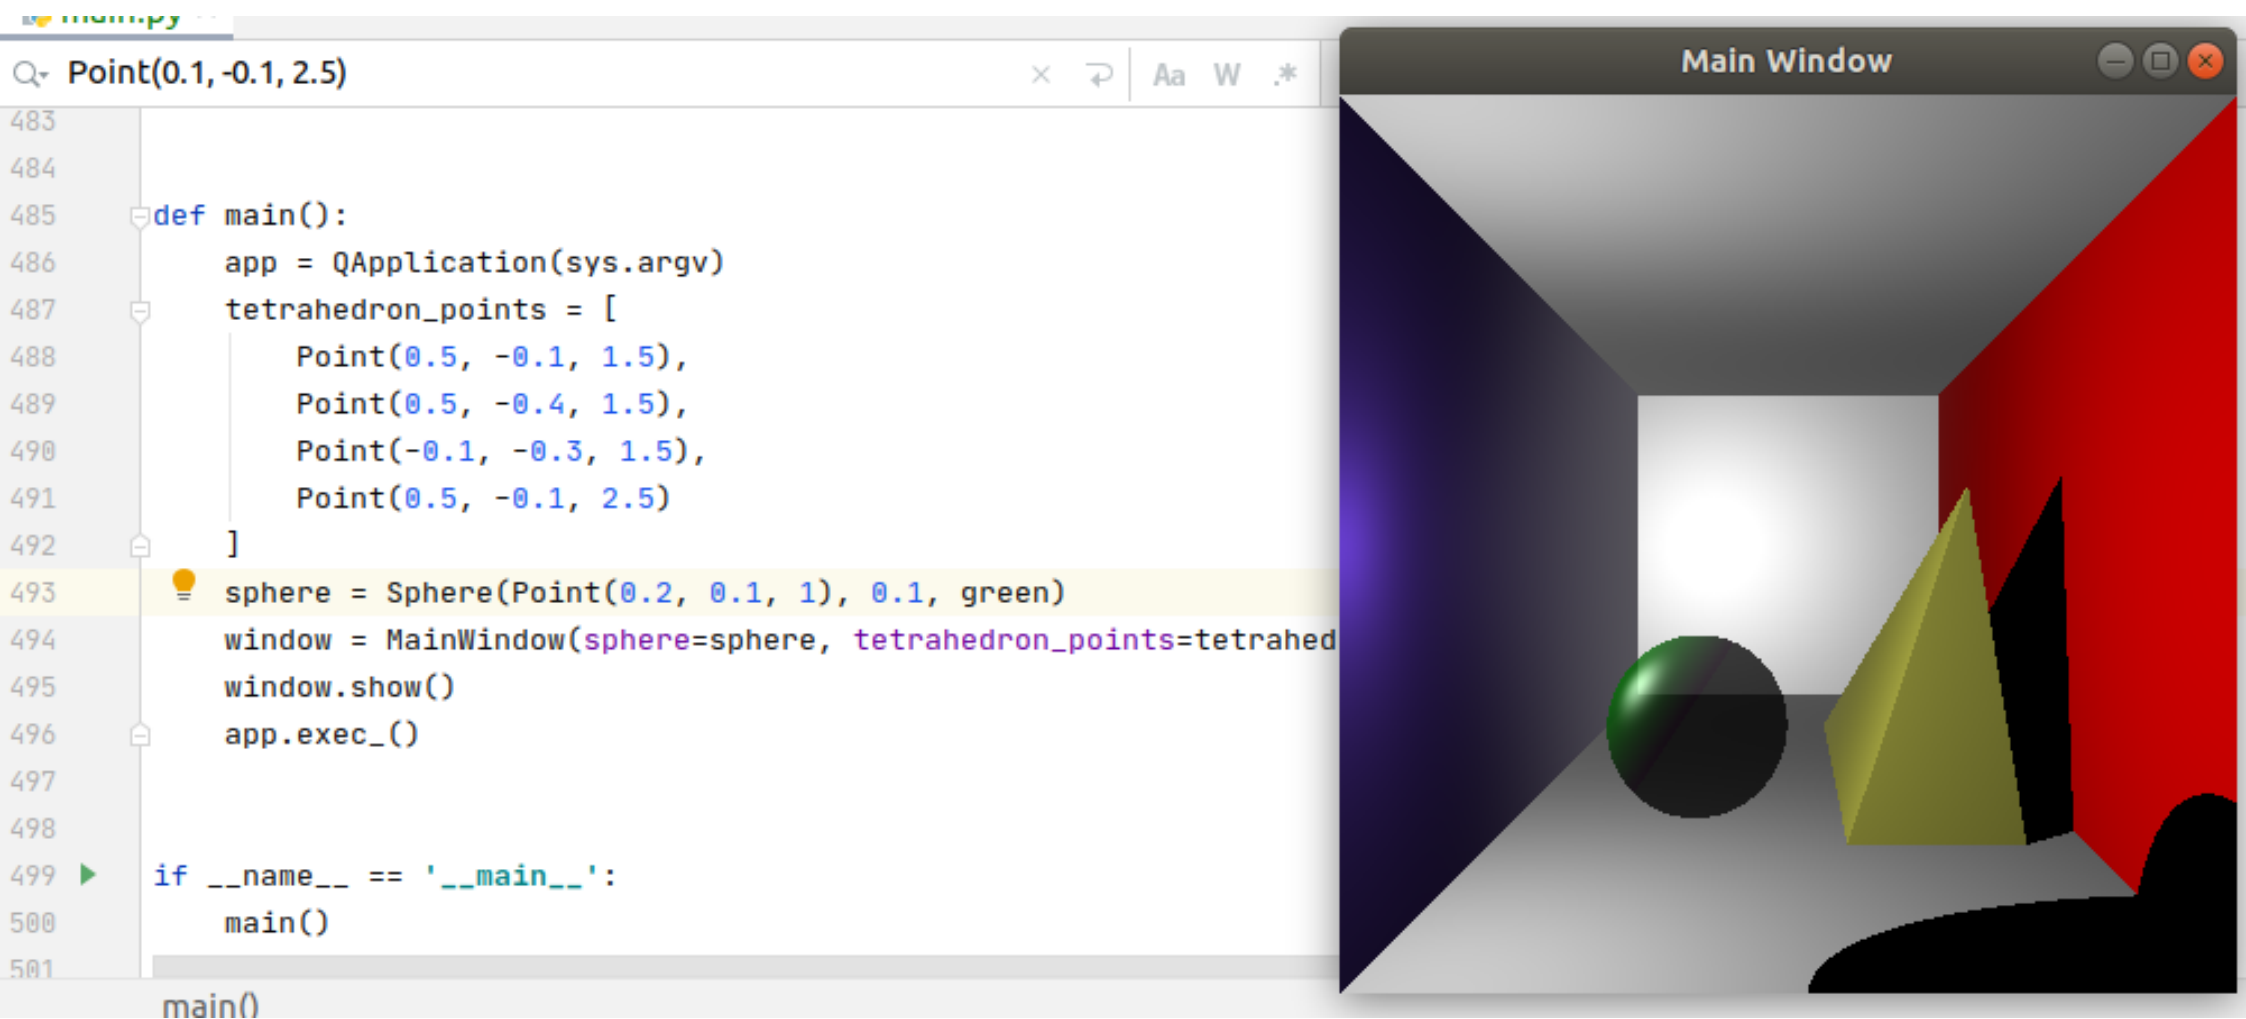 main.py
Point(0.1, -0.1, 2.5)
Aa W .*
Main Window
483
484
485 def main():
486 app = QApplication(sys.argv)
487 tetrahedron_points = [
488 Point(0.5, -0.1, 1.5),
489 Point(0.5, -0.4, 1.5),
490 Point(-0.1, -0.3, 1.5),
491 Point(0.5, -0.1, 2.5)
492 ]
493 sphere = Sphere(Point(0.2, 0.1, 1), 0.1, green)
494 window = MainWindow(sphere=sphere, tetrahedron_points=tetrahed
495 window.show()
496 app.exec_()
497
498
499 if __name__ == '__main__':
500 main()
501
main()